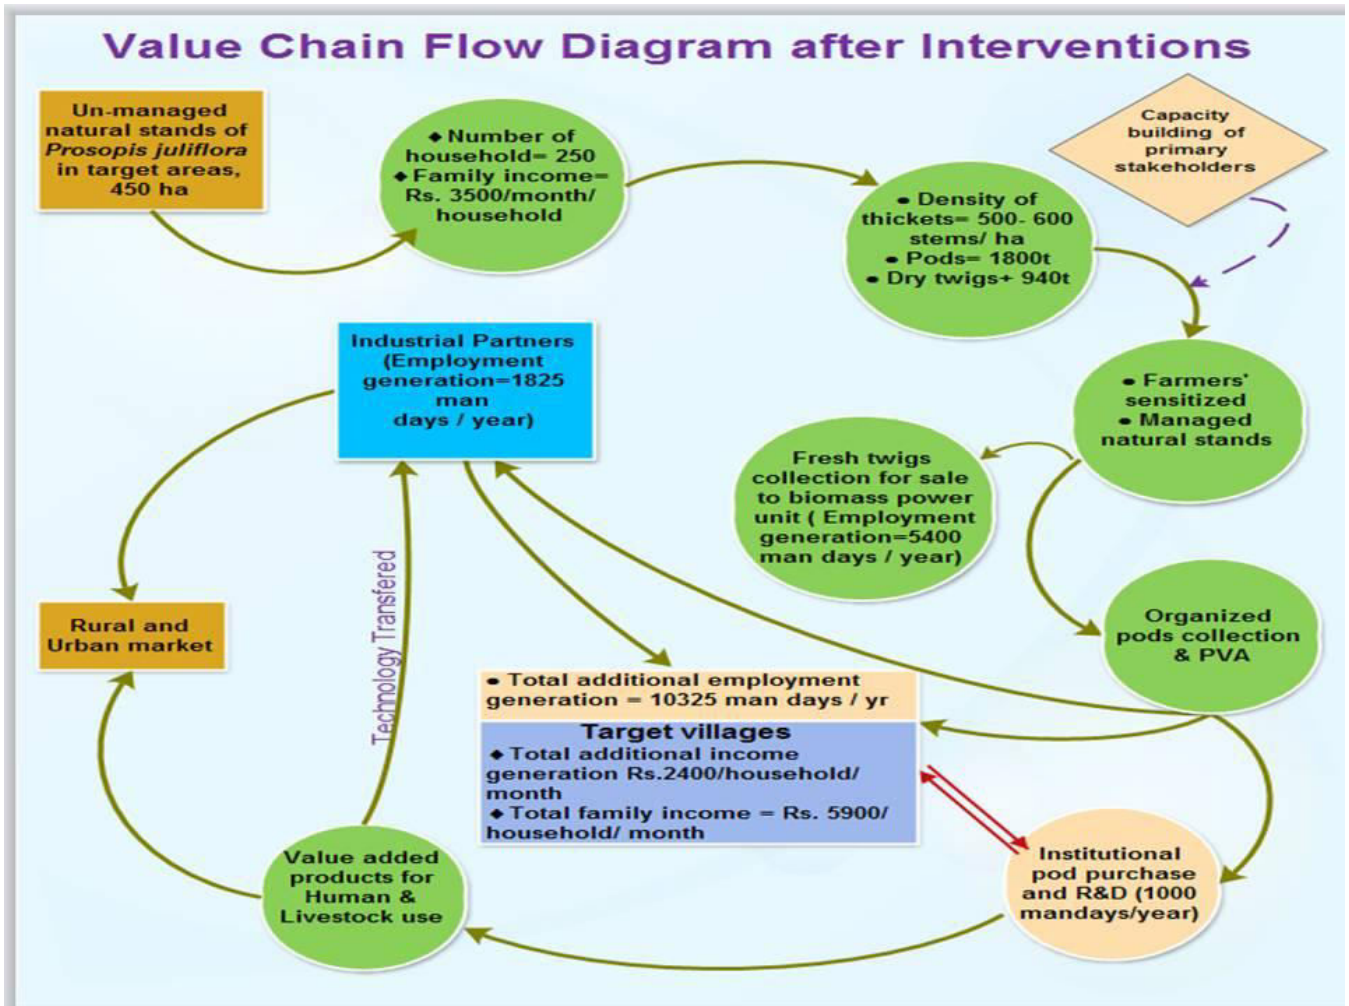 Value Chain Flow Diagram after Interventions
Un-managed
natural stands of
Prosopis juliflora
in target areas,
450 ha
◆ Number of
household= 250
◆ Family income=
Rs. 3500/month/
household
Capacity
building of
primary
stakeholders
● Density of
thickets= 500- 600
stems/ ha
● Pods= 1800t
● Dry twigs+ 940t
Industrial Partners
(Employment
generation=1825
man
days / year)
● Farmers'
sensitized
● Managed
natural stands
Fresh twigs
collection for sale
to biomass power
unit ( Employment
generation=5400
man days / year)
Organized
pods collection
& PVA
Rural and
Urban market
Technology Transfered
● Total additional employment
generation = 10325 man days / yr
Target villages
◆ Total additional income
generation Rs.2400/household/
month
◆ Total family income = Rs. 5900/
household/ month
Institutional
pod purchase
and R&D (1000
mandays/year)
Value added
products for
Human &
Livestock use